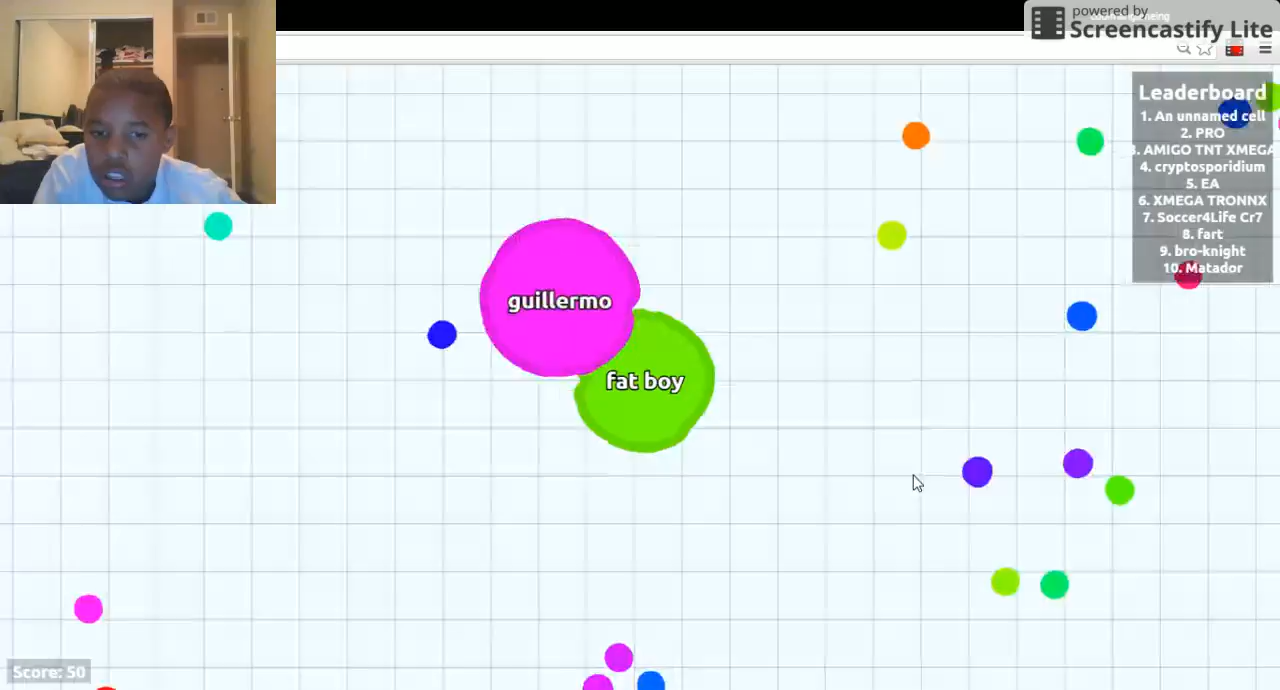 powered by
Screencastify Lite
Leaderboard
1. An unnamed cell
2. PRO
3. AMIGO TNT XMEGA
4. cryptosporidium
5. EA
6. XMEGA TRONNX
7. Soccer4Life Cr7
8. fart
9. bro-knight
10. Matador
guillermo
fat boy
Score: 50